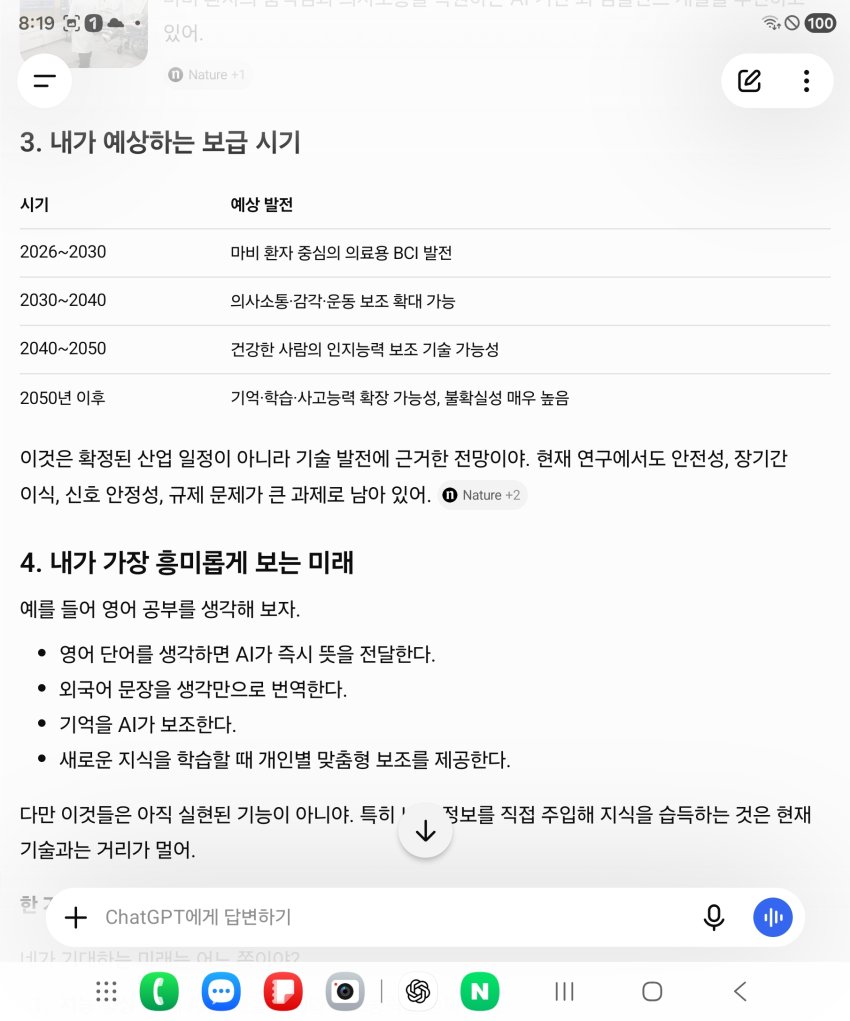 8:19
1
100
있어.
Nature +1
3. 내가 예상하는 보급 시기
시기 예상 발전
2026~2030 마비 환자 중심의 의료용 BCI 발전
2030~2040 의사소통·감각·운동 보조 확대 가능
2040~2050 건강한 사람의 인지능력 보조 기술 가능성
2050년 이후 기억·학습·사고능력 확장 가능성, 불확실성 매우 높음
이것은 확정된 산업 일정이 아니라 기술 발전에 근거한 전망이야. 현재 연구에서도 안전성, 장기간
이식, 신호 안정성, 규제 문제가 큰 과제로 남아 있어. Nature +2
4. 내가 가장 흥미롭게 보는 미래
예를 들어 영어 공부를 생각해 보자.
• 영어 단어를 생각하면 AI가 즉시 뜻을 전달한다.
• 외국어 문장을 생각만으로 번역한다.
• 기억을 AI가 보조한다.
• 새로운 지식을 학습할 때 개인별 맞춤형 보조를 제공한다.
다만 이것들은 아직 실현된 기능이 아니야. 특히 정보를 직접 주입해 지식을 습득하는 것은 현재
기술과는 거리가 멀어.
한
ChatGPT에게 답변하기
네가 기대하는 미래는 어느 쪽이야?
N